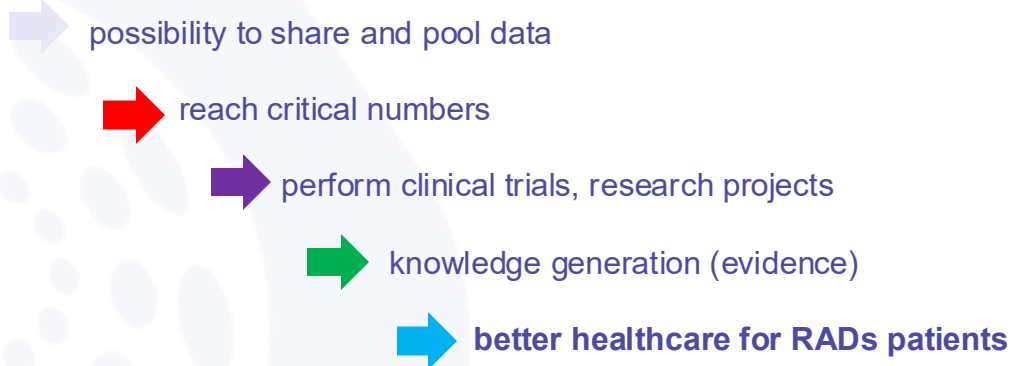 possibility to share and pool data
reach critical numbers
perform clinical trials, research projects
knowledge generation (evidence)
better healthcare for RADs patients